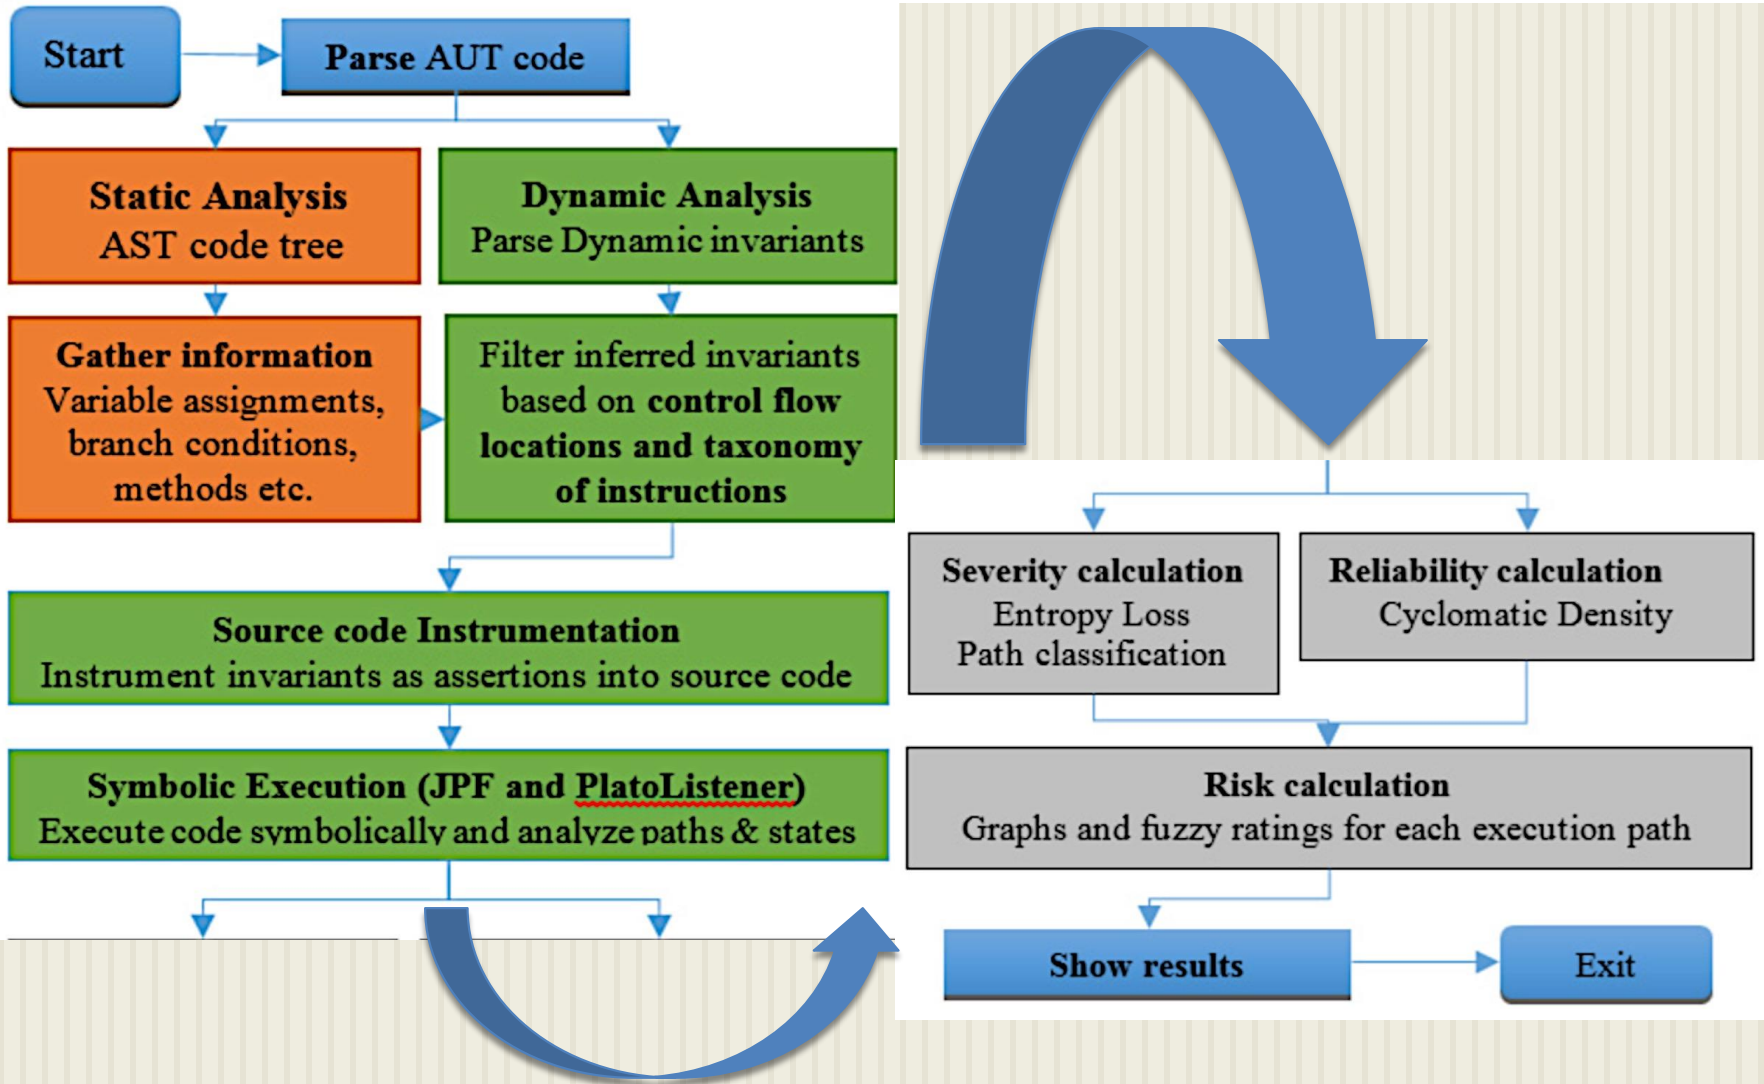 Start
Parse AUT code
Static Analysis
AST code tree
Dynamic Analysis
Parse Dynamic invariants
Gather information
Variable assignments,
branch conditions,
methods etc.
Filter inferred invariants
based on control flow
locations and taxonomy
of instructions
Source code Instrumentation
Instrument invariants as assertions into source code
Symbolic Execution (JPF and PlatoListener)
Execute code symbolically and analyze paths & states
Severity calculation
Entropy Loss
Path classification
Reliability calculation
Cyclomatic Density
Risk calculation
Graphs and fuzzy ratings for each execution path
Show results
Exit